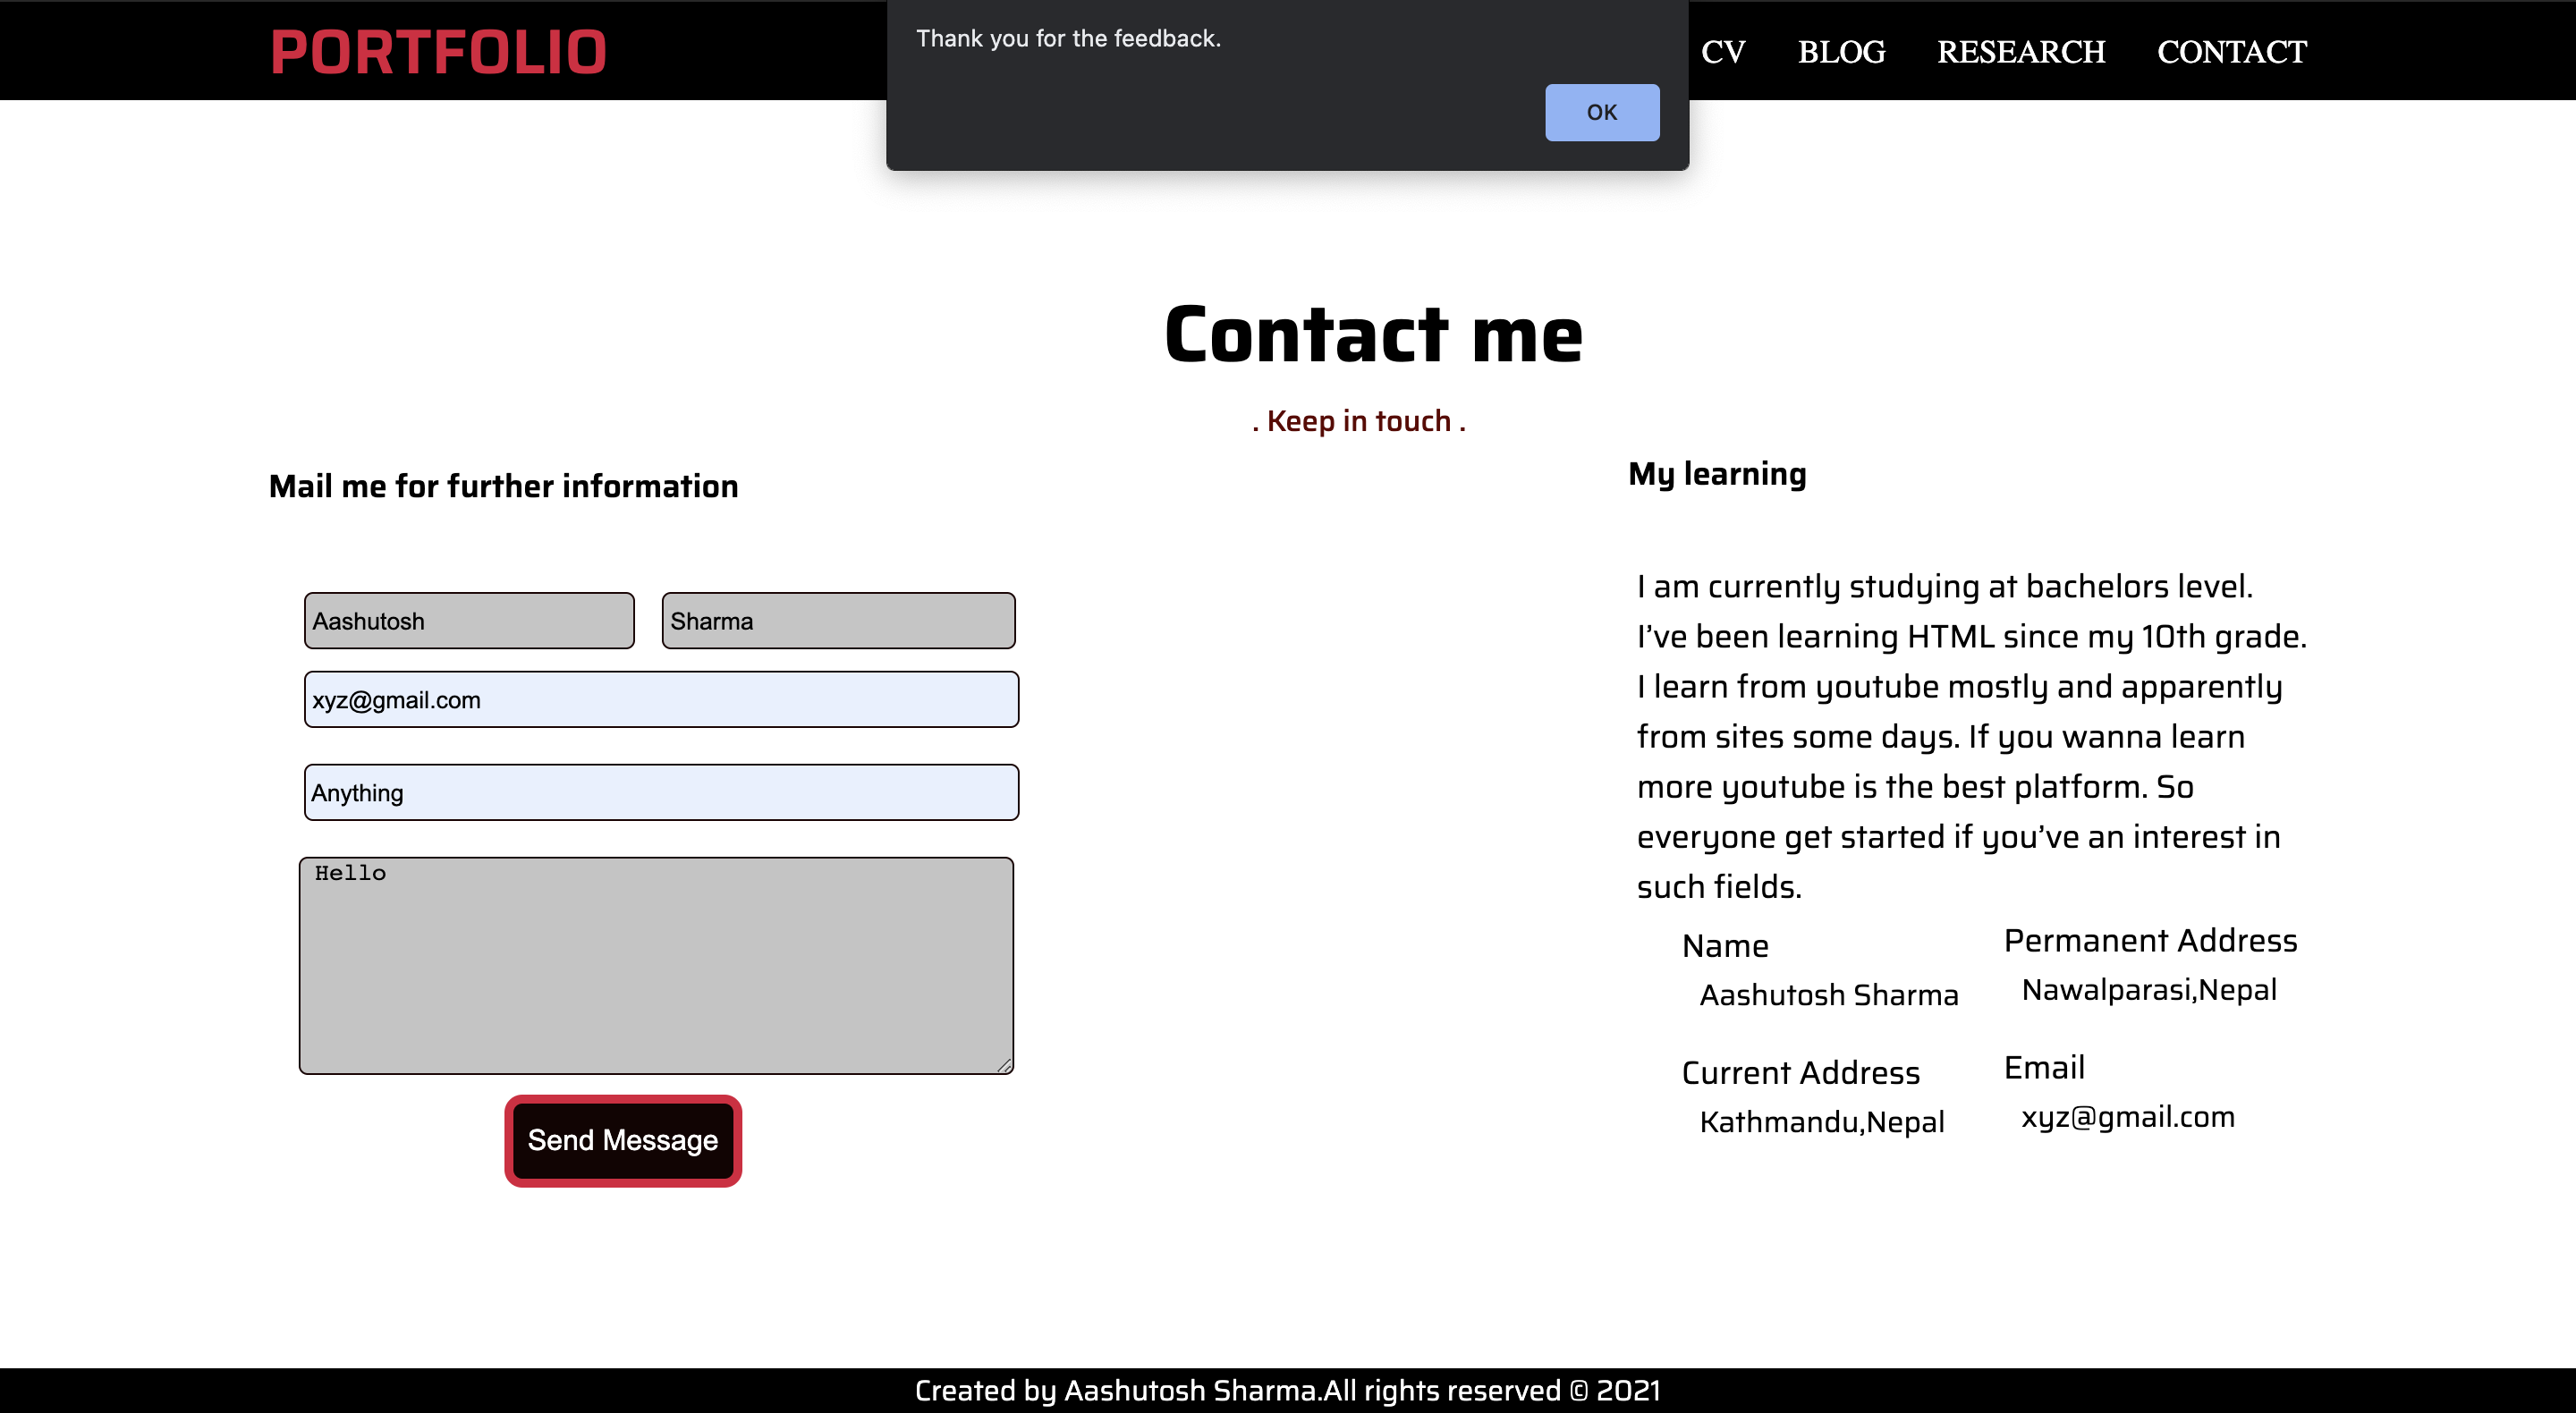 PORTFOLIO
Thank you for the feedback.
OK
CV BLOG RESEARCH CONTACT
Contact me
. Keep in touch .
Mail me for further information
Aashutosh Sharma
xyz@gmail.com
Anything
Hello
Send Message
My learning
I am currently studying at bachelors level.
I’ve been learning HTML since my 10th grade.
I learn from youtube mostly and apparently
from sites some days. If you wanna learn
more youtube is the best platform. So
everyone get started if you’ve an interest in
such fields.
Name
Aashutosh Sharma
Permanent Address
Nawalparasi,Nepal
Current Address
Kathmandu,Nepal
Email
xyz@gmail.com
Created by Aashutosh Sharma.All rights reserved © 2021